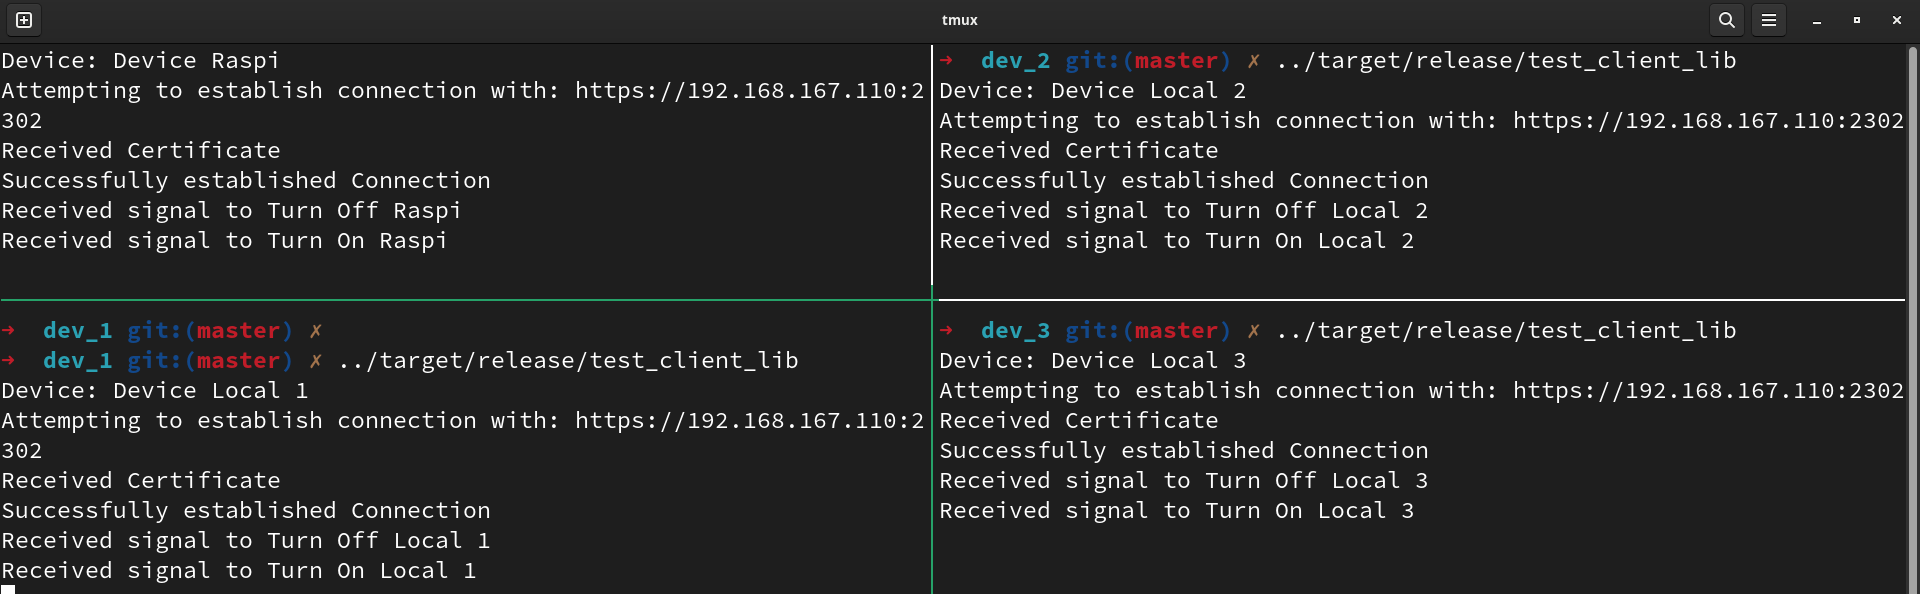 tmux
Device: Device Raspi
Attempting to establish connection with: https://192.168.167.110:2
302
Received Certificate
Successfully established Connection
Received signal to Turn Off Raspi
Received signal to Turn On Raspi
➜ dev_2 git:(master) ✗ ../target/release/test_client_lib
Device: Device Local 2
Attempting to establish connection with: https://192.168.167.110:2302
Received Certificate
Successfully established Connection
Received signal to Turn Off Local 2
Received signal to Turn On Local 2
➜ dev_1 git:(master) ✗
➜ dev_1 git:(master) ✗ ../target/release/test_client_lib
Device: Device Local 1
Attempting to establish connection with: https://192.168.167.110:2
302
Received Certificate
Successfully established Connection
Received signal to Turn Off Local 1
Received signal to Turn On Local 1
➜ dev_3 git:(master) ✗ ../target/release/test_client_lib
Device: Device Local 3
Attempting to establish connection with: https://192.168.167.110:2302
Received Certificate
Successfully established Connection
Received signal to Turn Off Local 3
Received signal to Turn On Local 3